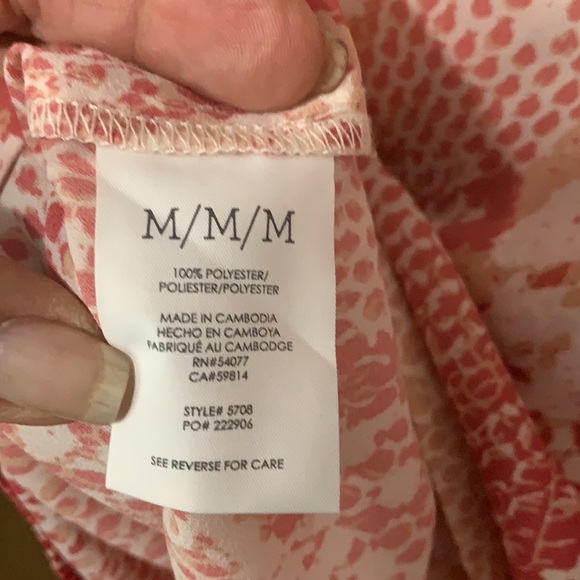 M/M/M
100% POLYESTER/
POLIESTER/POLYESTER
MADE IN CAMBODIA
HECHO EN CAMBOYA
FABRIQUÉ AU CAMBODGE
RN#54077
CA#59814
STYLE# 5708
PO# 222906
SEE REVERSE FOR CARE